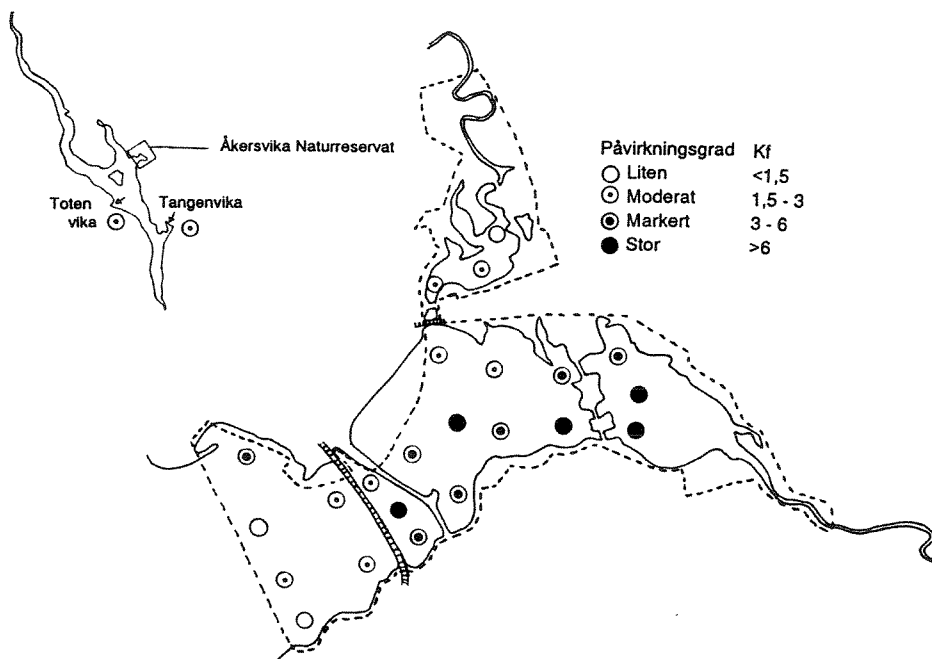 Åkersvika Naturreservat
Toten
vika
Tangenvika
Påvirkningsgrad Kf
Liten <1,5
Moderat 1,5 - 3
Markert 3 - 6
Stor >6